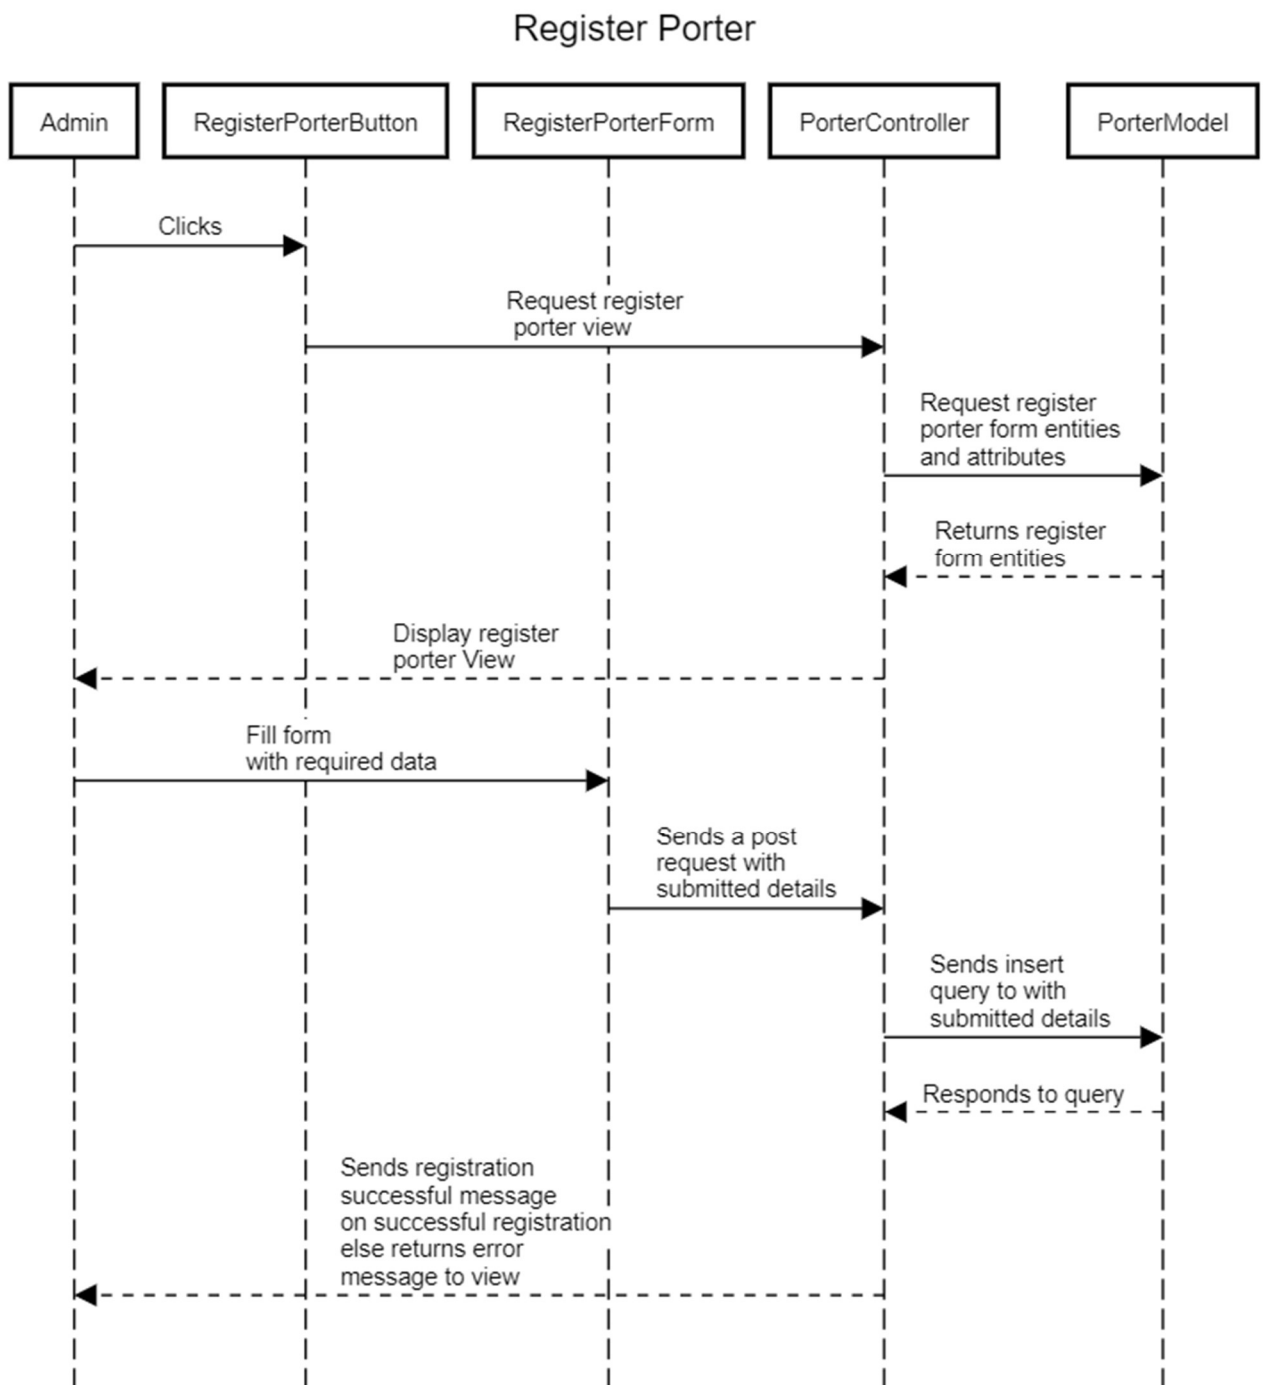 Register Porter
Admin
RegisterPorterButton
RegisterPorterForm
PorterController
PorterModel
Clicks
Request register
porter view
Request register
porter form entities
and attributes
Returns register
form entities
Display register
porter View
Fill form
with required data
Sends a post
request with
submitted details
Sends insert
query to with
submitted details
Responds to query
Sends registration
successful message
on successful registration
else returns error
message to view